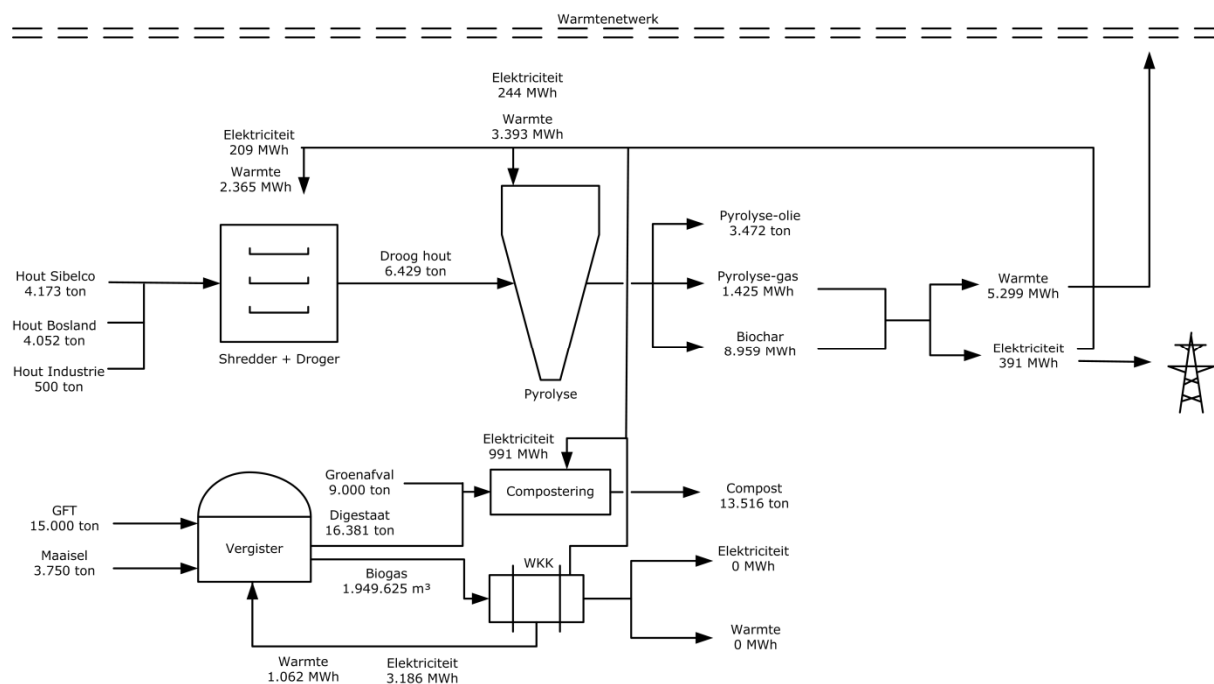 Warmtenetwerk
Elektriciteit
244 MWh
Warmte
3.393 MWh
Elektriciteit
209 MWh
Warmte
2.365 MWh
Hout Sibelco
4.173 ton
Hout Bosland
4.052 ton
Hout Industrie
500 ton
Shredder + Droger
Droog hout
6.429 ton
Pyrolyse
Pyrolyse-olie
3.472 ton
Pyrolyse-gas
1.425 MWh
Biochar
8.959 MWh
Warmte
5.299 MWh
Elektriciteit
391 MWh
GFT
15.000 ton
Maaisel
3.750 ton
Vergister
Groenafval
9.000 ton
Digestaat
16.381 ton
Biogas
1.949.625 m³
Elektriciteit
991 MWh
Compostering
Compost
13.516 ton
WKK
Elektriciteit
0 MWh
Warmte
0 MWh
Warmte
1.062 MWh
Elektriciteit
3.186 MWh